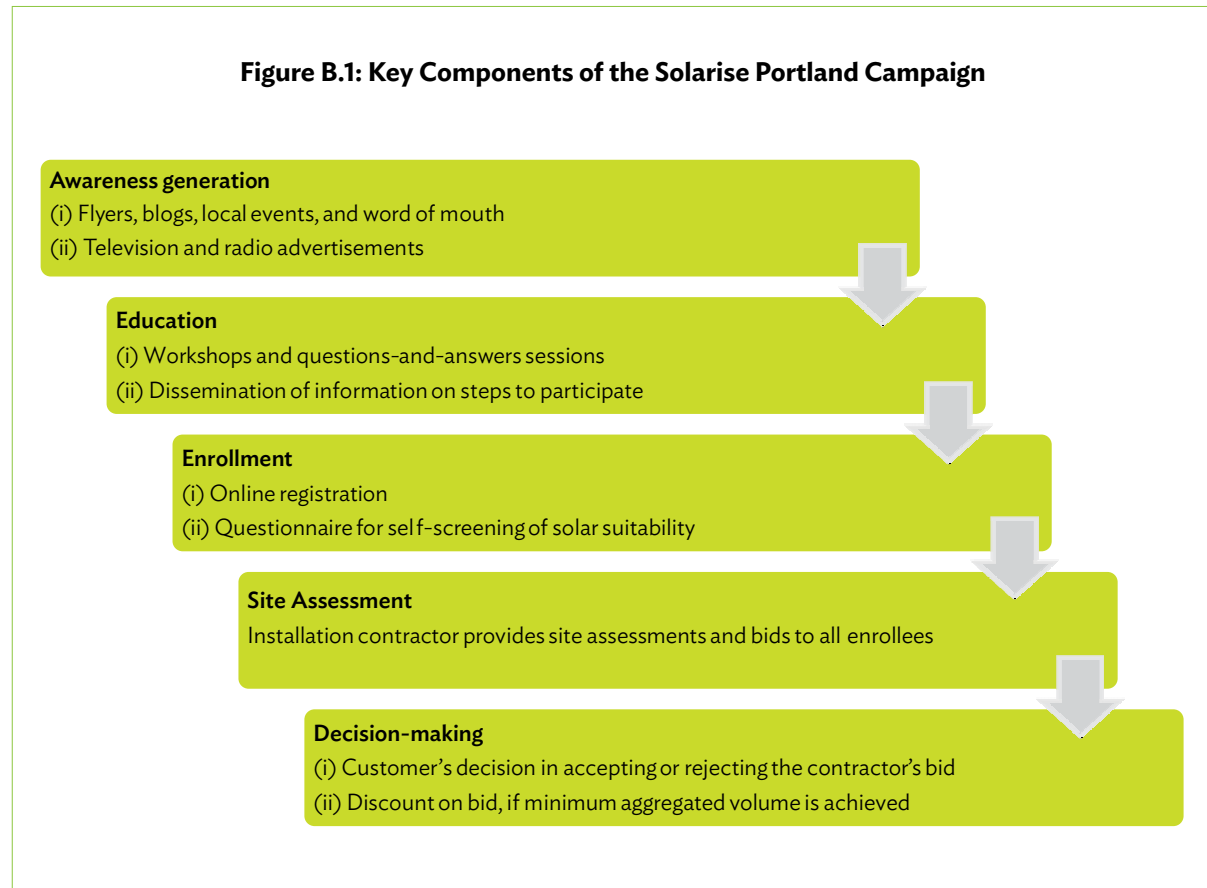 Figure B.1: Key Components of the Solarise Portland Campaign
Awareness generation
(i) Flyers, blogs, local events, and word of mouth
(ii) Television and radio advertisements
Education
(i) Workshops and questions-and-answers sessions
(ii) Dissemination of information on steps to participate
Enrollment
(i) Online registration
(ii) Questionnaire for self-screening of solar suitability
Site Assessment
Installation contractor provides site assessments and bids to all enrollees
Decision-making
(i) Customer's decision in accepting or rejecting the contractor's bid
(ii) Discount on bid, if minimum aggregated volume is achieved